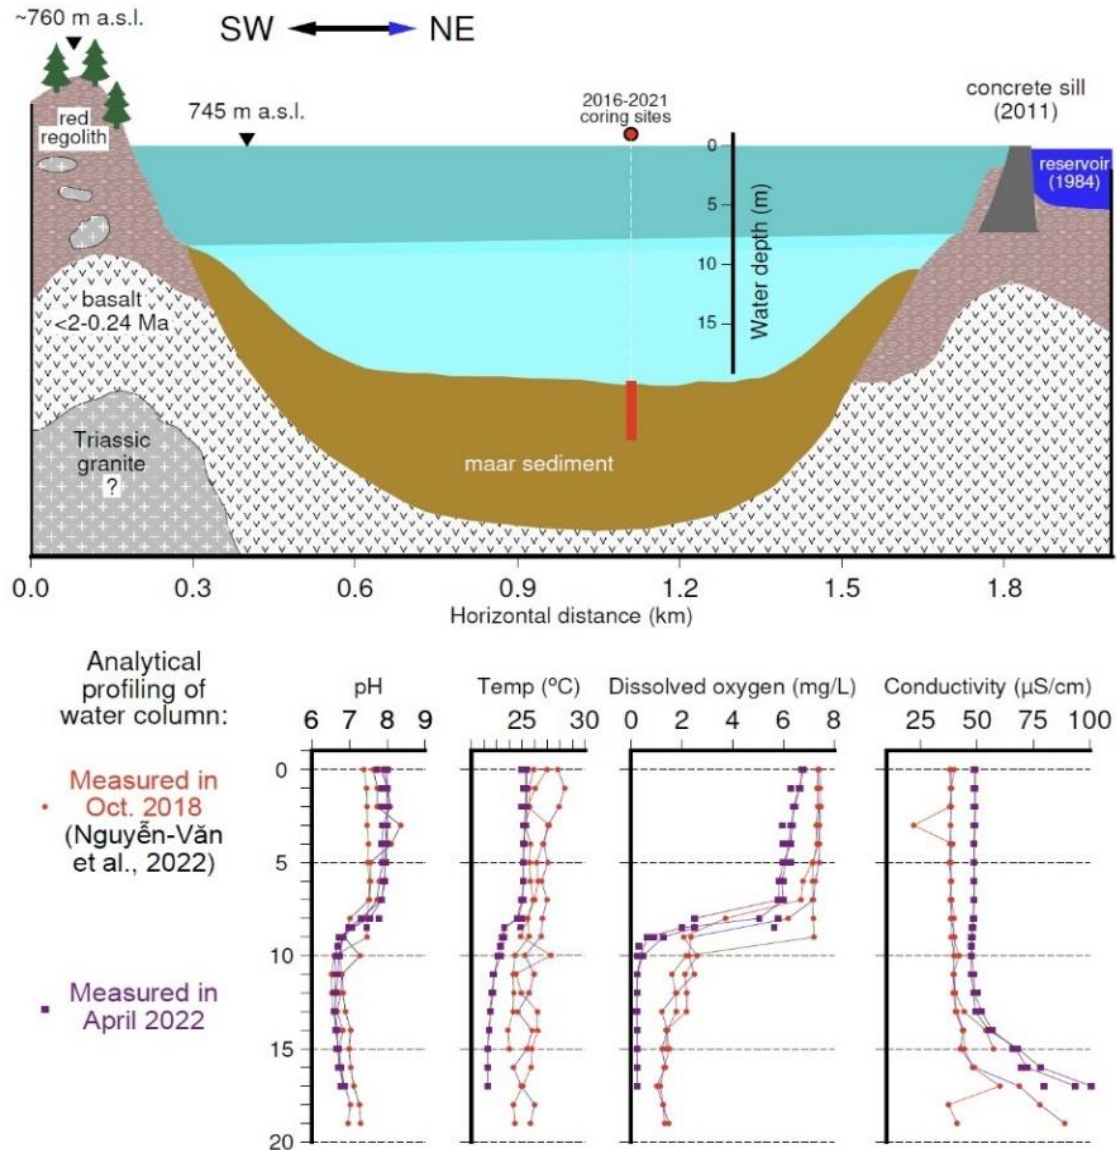 ~760 m a.s.l.
SW
NE
745 m a.s.l.
2016-2021
coring sites
concrete sill
(2011)
red
regolith
reservoir
(1984)
0
5
10
15
Water depth (m)
basalt
<2-0.24 Ma
Triassic
granite
?
maar sediment
0.0 0.3 0.6 0.9 1.2 1.5 1.8
Horizontal distance (km)
Analytical
profiling of
water column:
Measured in
Oct. 2018
(Nguyễn-Văn
et al., 2022)
Measured in
April 2022
pH
6 7 8 9
Temp (ºC)
25 30
Dissolved oxygen (mg/L)
0 2 4 6 8
Conductivity (µS/cm)
25 50 75 100
0
5
10
15
20